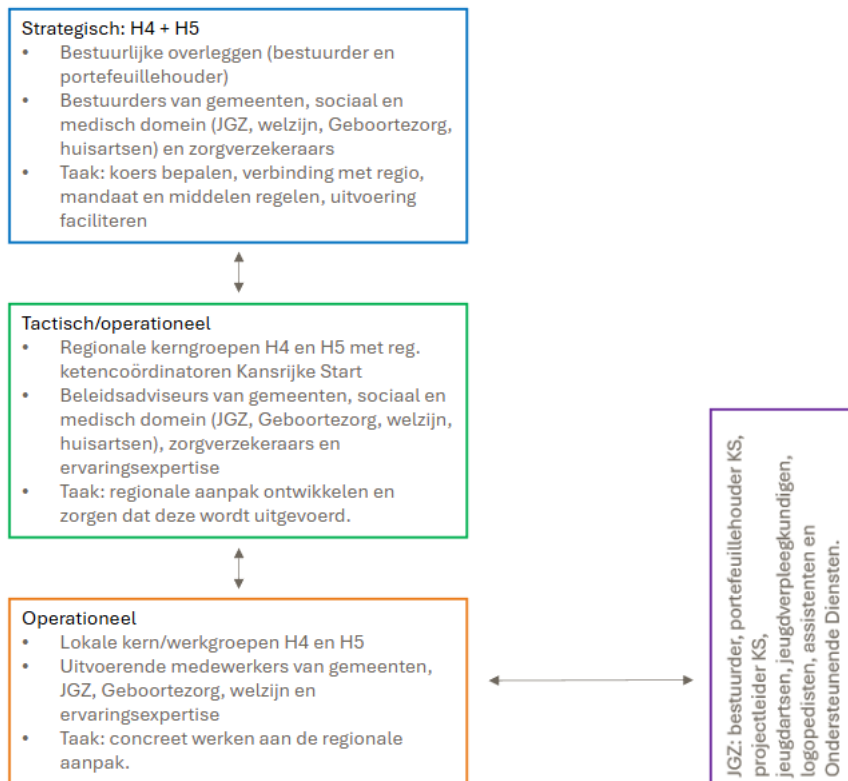 Strategisch: H4 + H5
• Bestuurlijke overleggen (bestuurder en
portefeuillehouder)
• Bestuurders van gemeenten, sociaal en
medisch domein (JGZ, welzijn, Geboortezorg,
huisartsen) en zorgverzekeraars
• Taak: koers bepalen, verbinding met regio,
mandaat en middelen regelen, uitvoering
faciliteren
Tactisch/operationeel
• Regionale kerngroepen H4 en H5 met reg.
ketencoördinatoren Kansrijke Start
• Beleidsadviseurs van gemeenten, sociaal en
medisch domein (JGZ, Geboortezorg, welzijn,
huisartsen), zorgverzekeraars en
ervaringsexpertise
• Taak: regionale aanpak ontwikkelen en
zorgen dat deze wordt uitgevoerd.
Operationeel
• Lokale kern/werkgroepen H4 en H5
• Uitvoerende medewerkers van gemeenten,
JGZ, Geboortezorg, welzijn en
ervaringsexpertise
• Taak: concreet werken aan de regionale
aanpak.
JGZ: bestuurder, portefeuillehouder KS,
projectleider KS,
jeugdartsen, jeugdverpleegkundigen,
logopedisten, assistenten en
Ondersteunende Diensten.